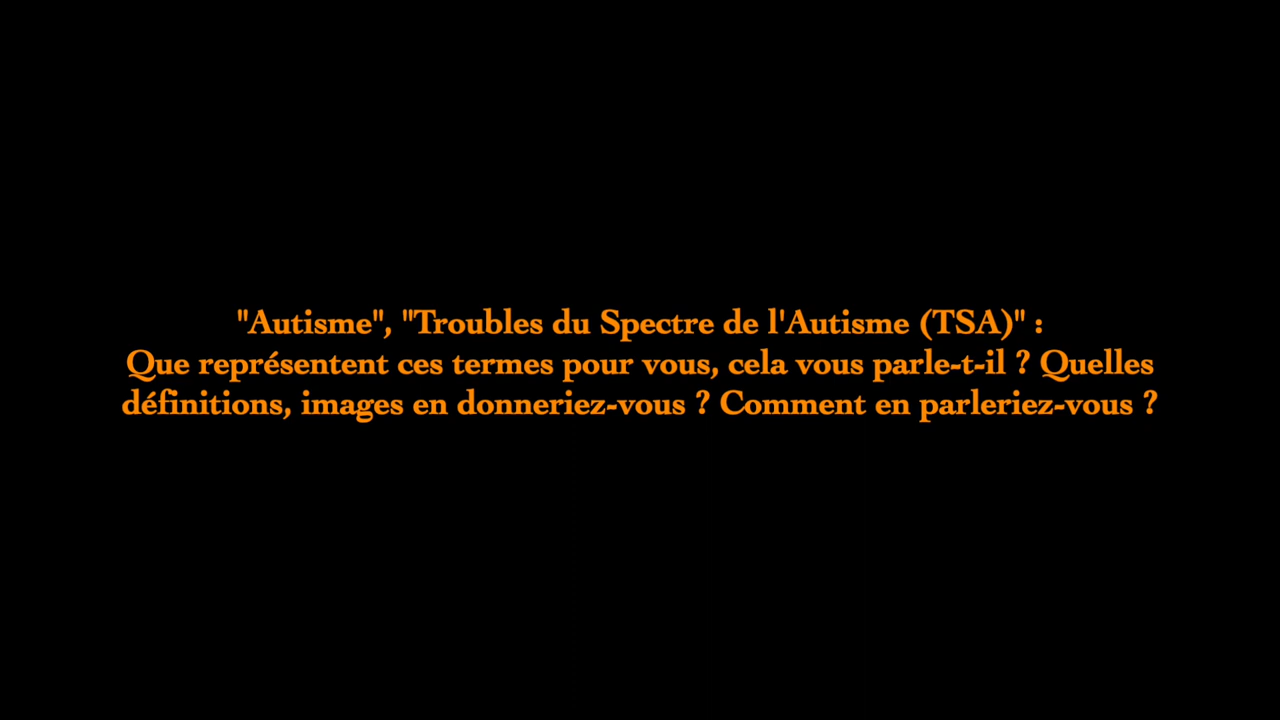 "Autisme", "Troubles du Spectre de l'Autisme (TSA)" :
Que représentent ces termes pour vous, cela vous parle-t-il ? Quelles
définitions, images en donneriez-vous ? Comment en parleriez-vous ?